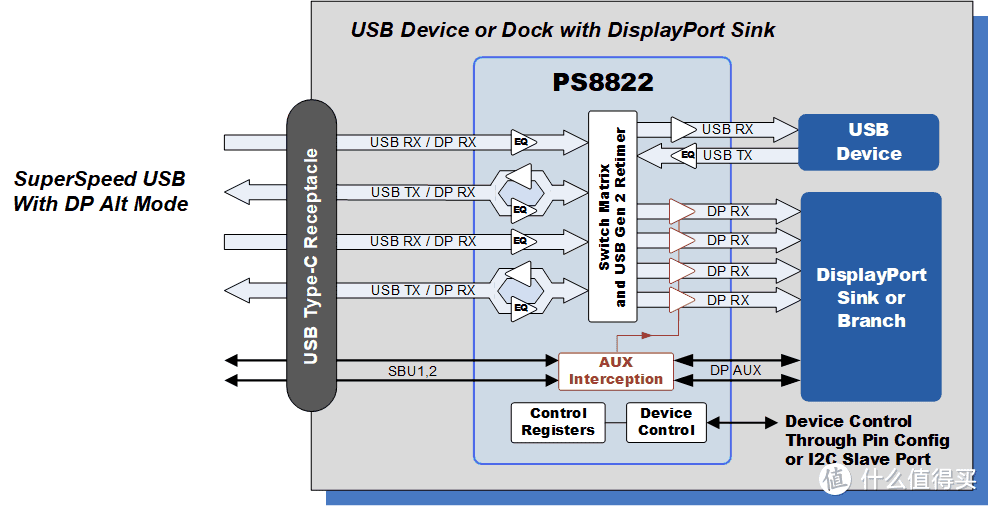 USB Device or Dock with DisplayPort Sink
PS8822
SuperSpeed USB
With DP Alt Mode
USB Type-C Receptacle
USB RX / DP RX
EQ
USB TX / DP RX
EQ
USB RX / DP RX
EQ
USB TX / DP RX
EQ
SBU1,2
Switch Matrix
and USB Gen 2 Retimer
USB RX
EQ
USB TX
USB
Device
DP RX
DP RX
DP RX
DP RX
DisplayPort
Sink or
Branch
AUX
Interception
DP AUX
Control
Registers
Device
Control
Device Control
Through Pin Config
or I2C Slave Port
值 什么值得买